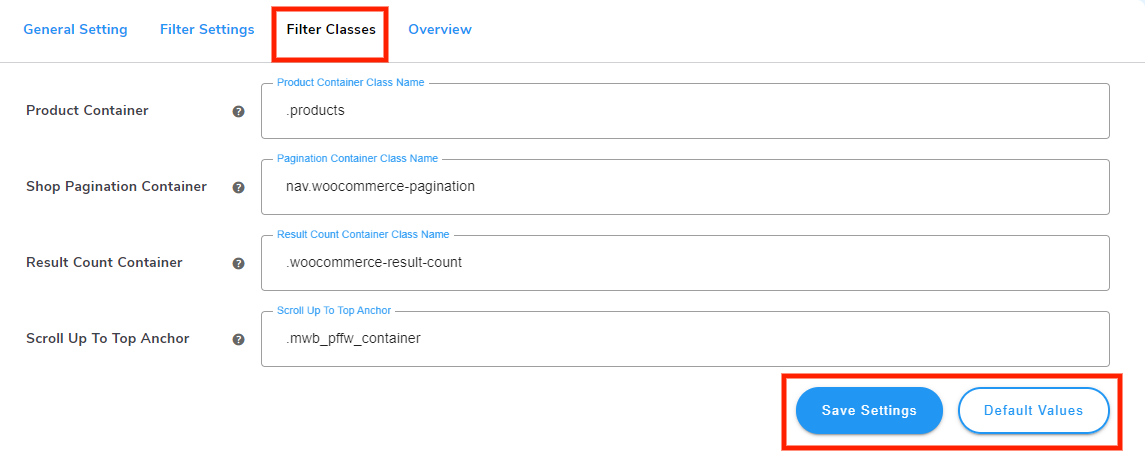 General Setting Filter Settings Filter Classes Overview
Product Container Class Name
Product Container ? .products
Pagination Container Class Name
Shop Pagination Container ? nav.woocommerce-pagination
Result Count Container Class Name
Result Count Container ? .woocommerce-result-count
Scroll Up To Top Anchor
Scroll Up To Top Anchor ? .mwb_pffw_container
Save Settings Default Values